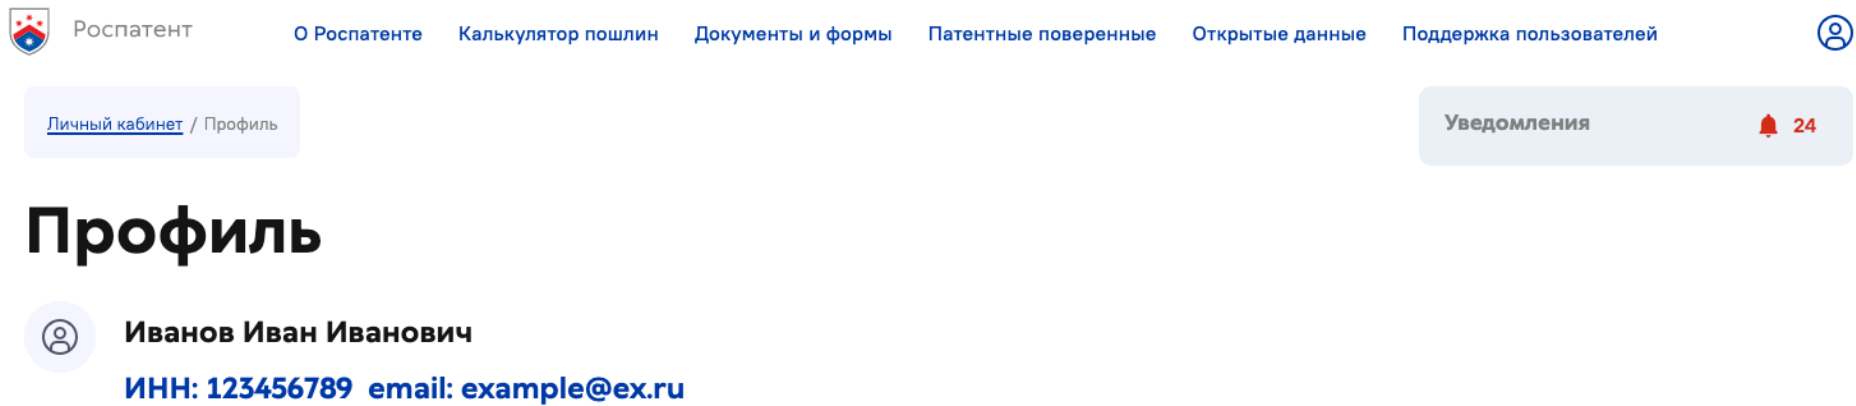 Роспатент О Роспатенте Калькулятор пошлин Документы и формы Патентные поверенные Открытые данные Поддержка пользователей
Личный кабинет / Профиль Уведомления 24
Профиль
Иванов Иван Иванович
ИНН: 123456789 email: example@ex.ru